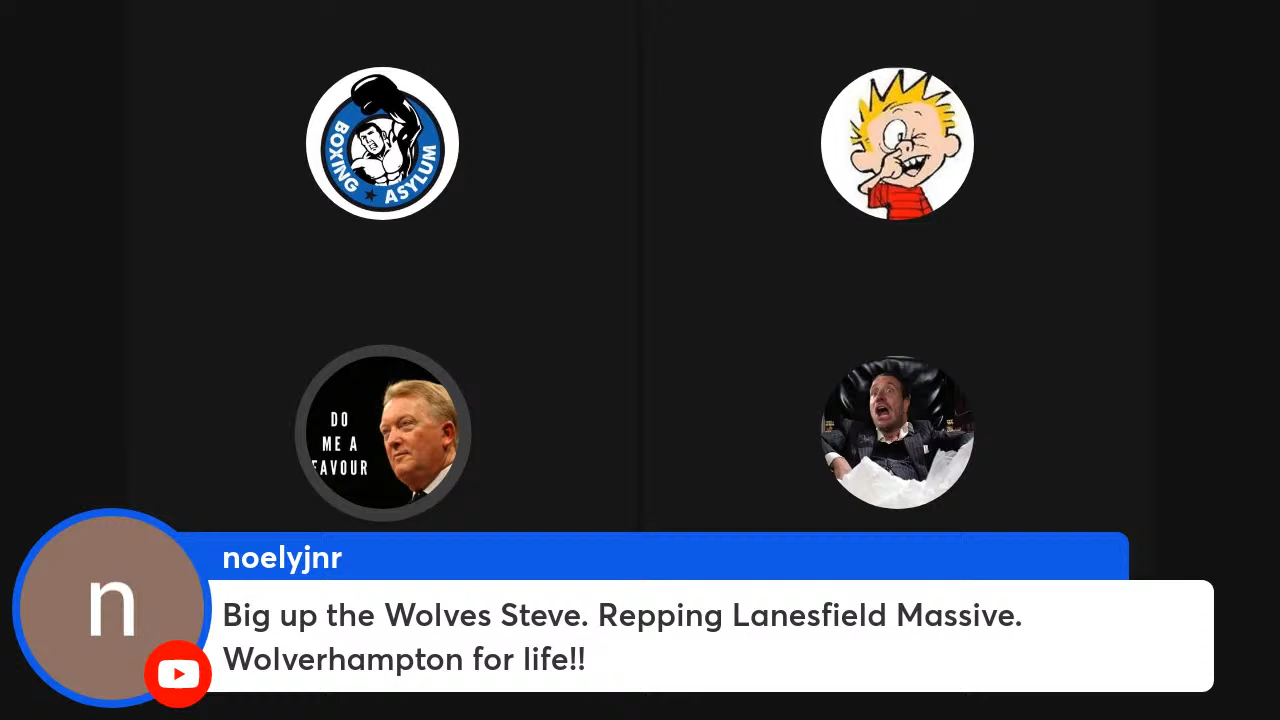 BOXING ★ ASYLUM
DO
ME A
FAVOUR
n
noelyjnr
Big up the Wolves Steve. Repping Lanesfield Massive.
Wolverhampton for life!!